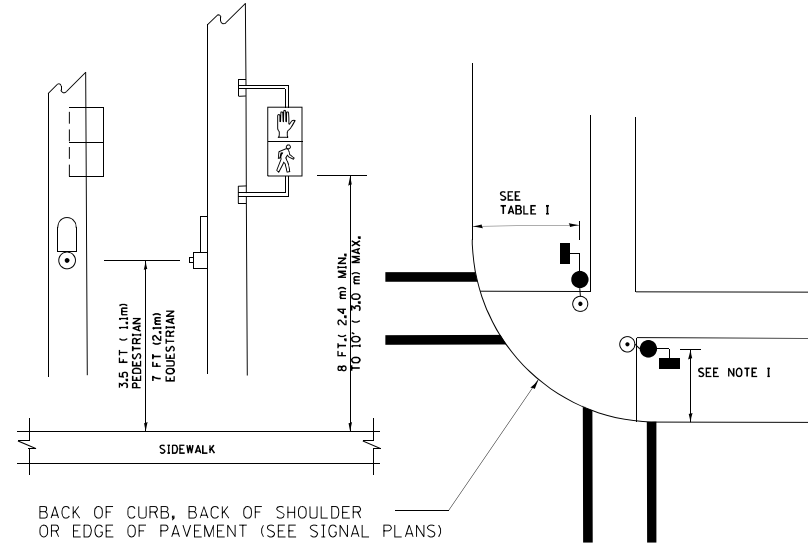 SEE
TABLE I
3.5 FT ( 1.1m)
PEDESTRIAN
7 FT (2.1m)
EQUESTRIAN
8 FT.( 2.4 m) MIN.
TO 10' ( 3.0 m) MAX.
SEE NOTE I
SIDEWALK
BACK OF CURB, BACK OF SHOULDER
OR EDGE OF PAVEMENT (SEE SIGNAL PLANS)